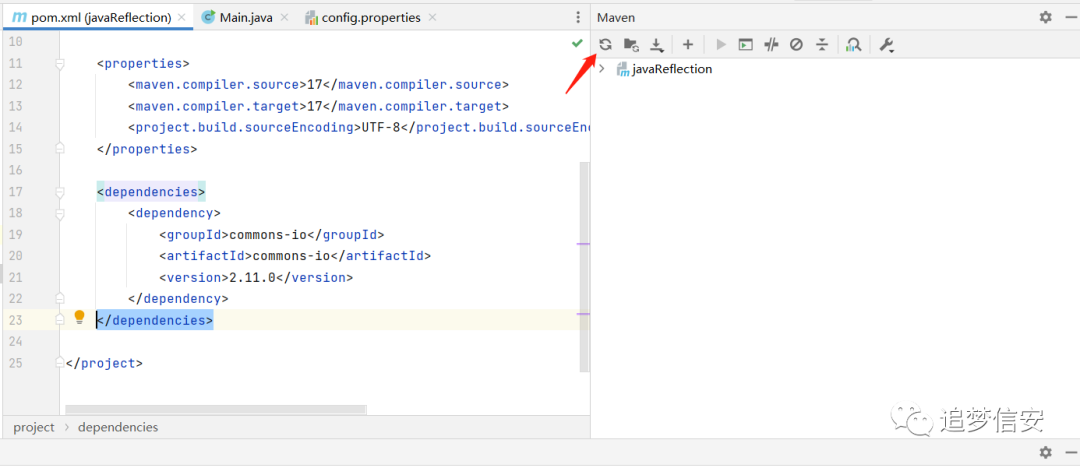 pom.xml (javaReflection)
Main.java
config.properties
Maven
10
11 <properties>
12 <maven.compiler.source>17</maven.compiler.source>
13 <maven.compiler.target>17</maven.compiler.target>
14 <project.build.sourceEncoding>UTF-8</project.build.sourceEnc
15 </properties>
16
17 <dependencies>
18 <dependency>
19 <groupId>commons-io</groupId>
20 <artifactId>commons-io</artifactId>
21 <version>2.11.0</version>
22 </dependency>
23 </dependencies>
24
25 </project>
javaReflection
project > dependencies
追梦信安